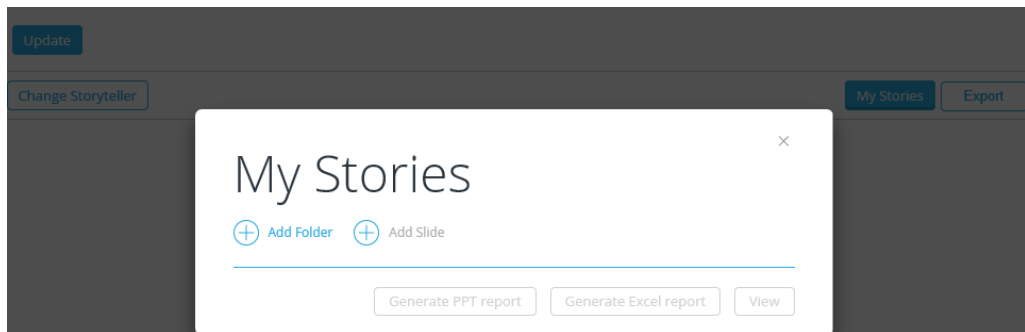 Update
Change Storyteller
My Stories
Export
My Stories
Add Folder
Add Slide
Generate PPT report
Generate Excel report
View